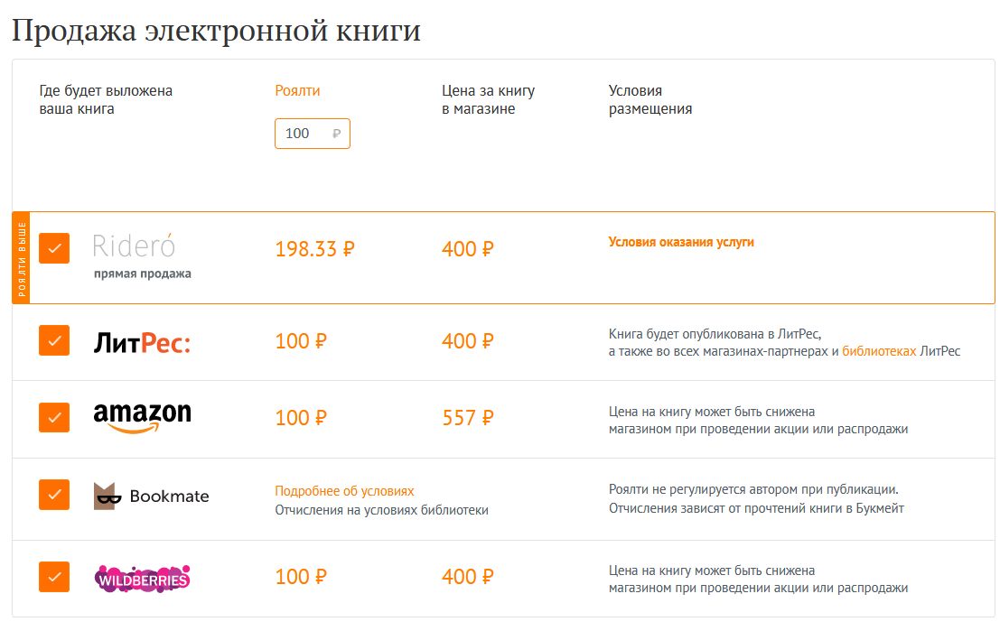 Продажа электронной книги
Где будет выложена
ваша книга
Роялти
100 ₽
Цена за книгу
в магазине
Условия
размещения
РОЯЛТИ ВЫШЕ
Rideró
прямая продажа
198.33 ₽
400 ₽
Условия оказания услуги
ЛитРес:
100 ₽
400 ₽
Книга будет опубликована в ЛитРес,
а также во всех магазинах-партнерах и библиотеках ЛитРес
amazon
100 ₽
557 ₽
Цена на книгу может быть снижена
магазином при проведении акции или распродажи
Bookmate
Подробнее об условиях
Отчисления на условиях библиотеки
Роялти не регулируется автором при публикации.
Отчисления зависят от прочтений книги в Букмейт
WILDBERRIES
100 ₽
400 ₽
Цена на книгу может быть снижена
магазином при проведении акции или распродажи